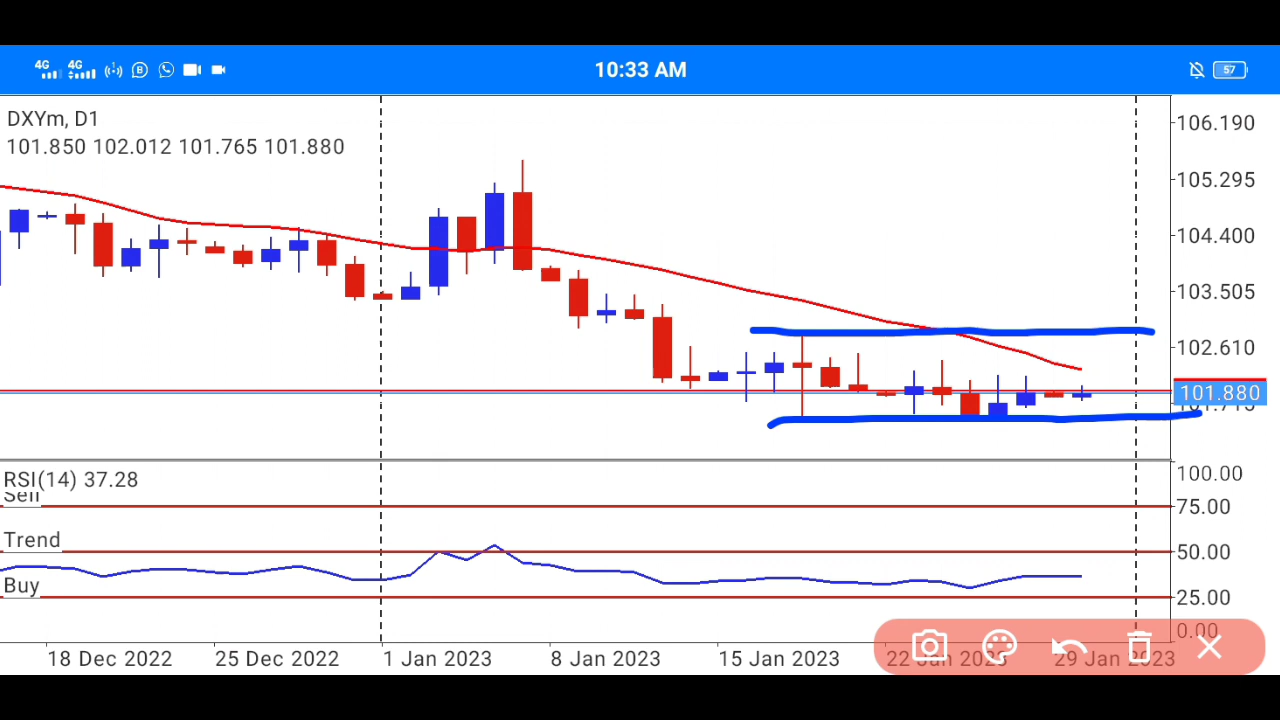 4G 4G B 10:33 AM 57
DXYm, D1
101.850 102.012 101.765 101.880
106.190
105.295
104.400
103.505
102.610
101.880
RSI(14) 37.28
Sell
Trend
Buy
100.00
75.00
50.00
25.00
0.00
18 Dec 2022 25 Dec 2022 1 Jan 2023 8 Jan 2023 15 Jan 2023 22 Jan 2023 29 Jan 2023